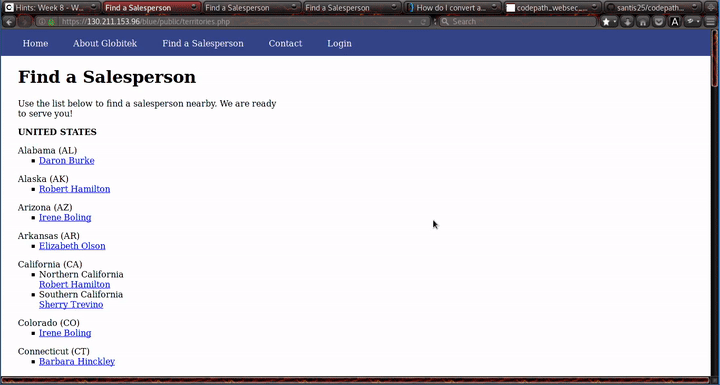 Hints: Week 8 - W...
Find a Salesperson
Find a Salesperson
Find a Salesperson
How do I convert a...
codepath_websec_...
santis25/codepath...
https://130.211.153.96/blue/public/territories.php
Search
Home
About Globitek
Find a Salesperson
Contact
Login
Find a Salesperson
Use the list below to find a salesperson nearby. We are ready
to serve you!
UNITED STATES
Alabama (AL)
Daron Burke
Alaska (AK)
Robert Hamilton
Arizona (AZ)
Irene Boling
Arkansas (AR)
Elizabeth Olson
California (CA)
Northern California
Robert Hamilton
Southern California
Sherry Trevino
Colorado (CO)
Irene Boling
Connecticut (CT)
Barbara Hinckley